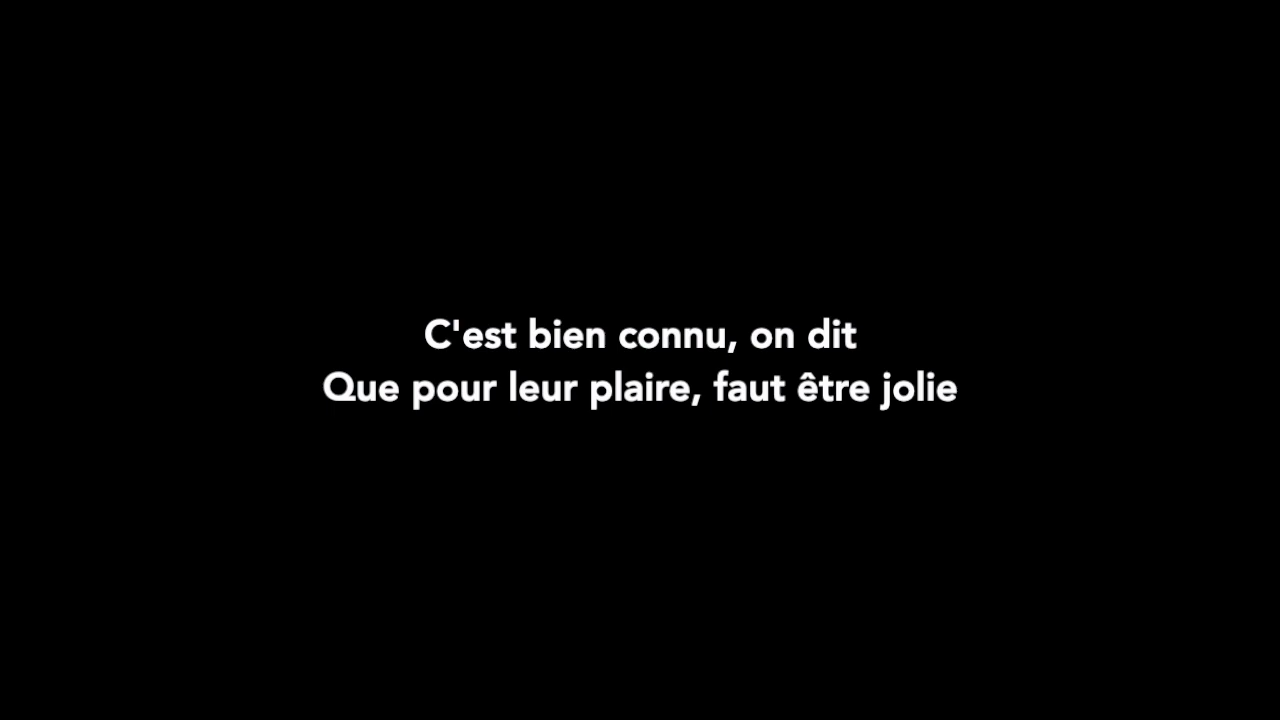 C'est bien connu, on dit
Que pour leur plaire, faut être jolie